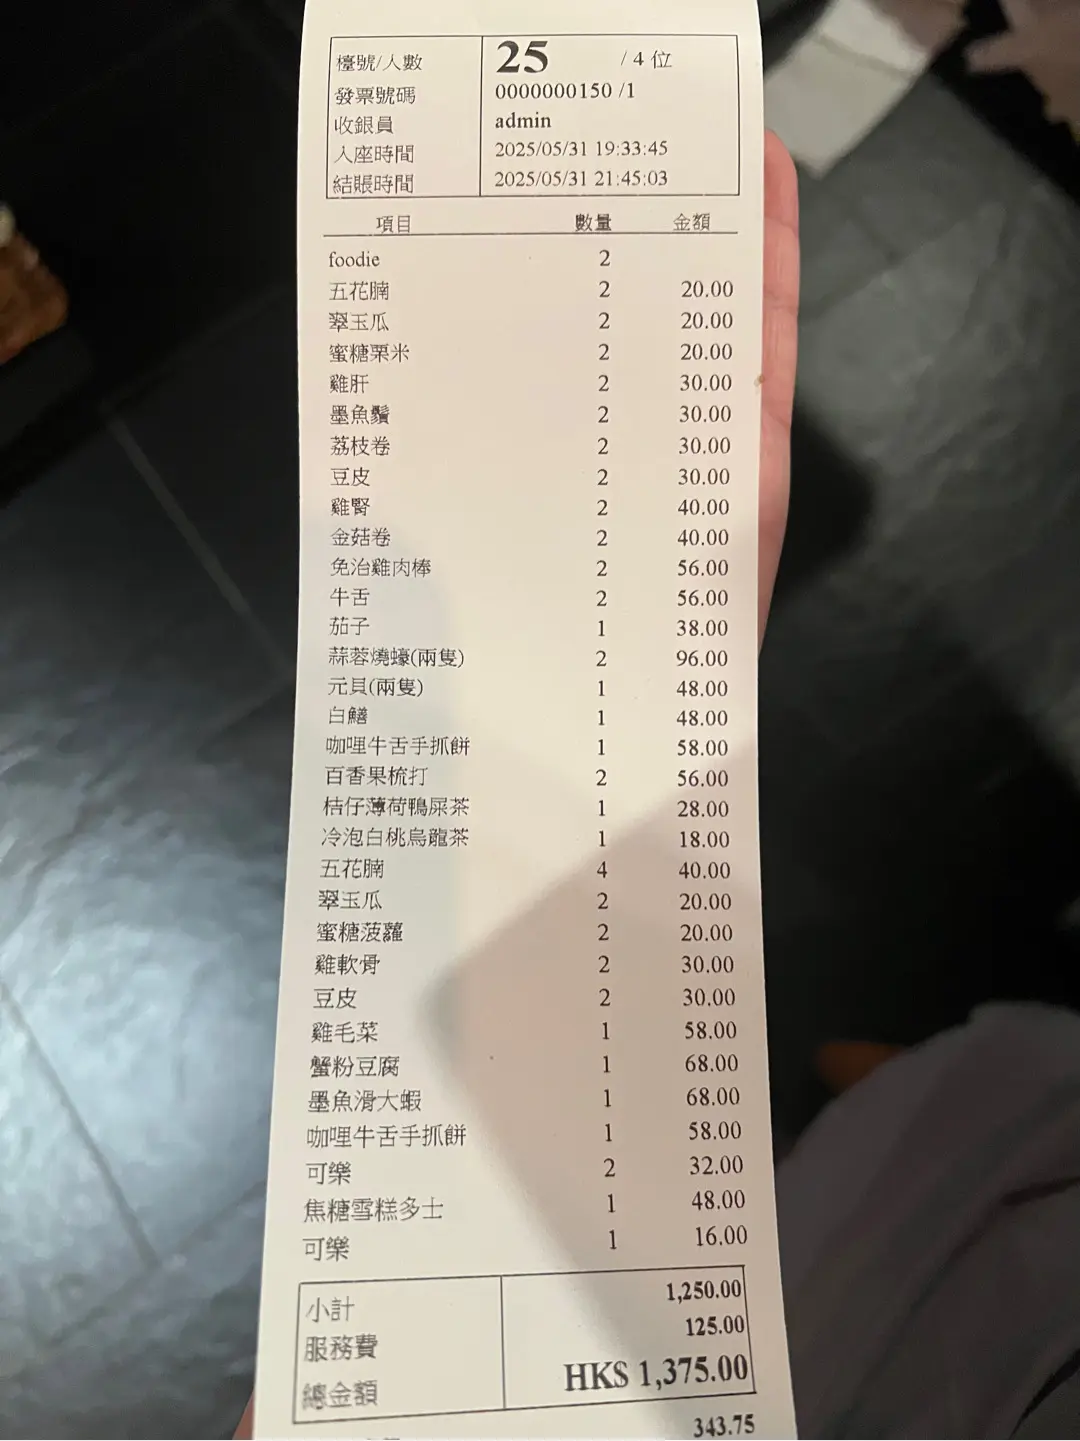 檯號/人數 25 / 4 位
發票號碼 0000000150 /1
收銀員 admin
入座時間 2025/05/31 19:33:45
結賬時間 2025/05/31 21:45:03
項目 數量 金額
foodie 2
五花腩 2 20.00
翠玉瓜 2 20.00
蜜糖粟米 2 20.00
雞肝 2 30.00
墨魚鬚 2 30.00
荔枝卷 2 30.00
豆皮 2 30.00
雞腎 2 40.00
金菇卷 2 40.00
免治雞肉棒 2 56.00
牛舌 2 56.00
茄子 1 38.00
蒜蓉燒蠔(兩隻) 2 96.00
元貝(兩隻) 1 48.00
白鱔 1 48.00
咖哩牛舌手抓餅 1 58.00
百香果梳打 2 56.00
桔仔薄荷鴨屎茶 1 28.00
冷泡白桃烏龍茶 1 18.00
五花腩 4 40.00
翠玉瓜 2 20.00
蜜糖菠蘿 2 20.00
雞軟骨 2 30.00
豆皮 2 30.00
雞毛菜 1 58.00
蟹粉豆腐 1 68.00
墨魚滑大蝦 1 68.00
咖哩牛舌手抓餅 1 58.00
可樂 2 32.00
焦糖雪糕多士 1 48.00
可樂 1 16.00
小計 1,250.00
服務費 125.00
總金額 HK$ 1,375.00
343.75